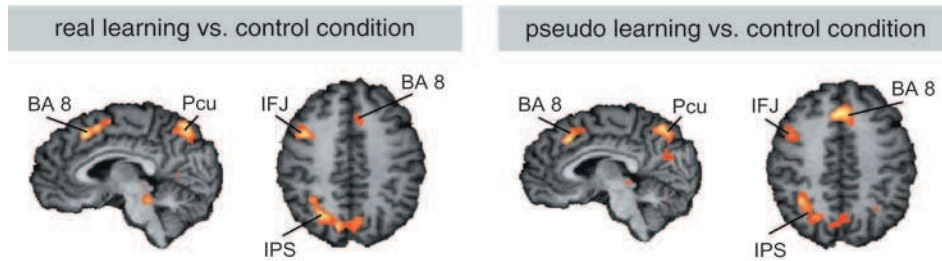 real learning vs. control condition
BA 8
Pcu
IFJ
BA 8
IPS
pseudo learning vs. control condition
BA 8
Pcu
IFJ
BA 8
IPS